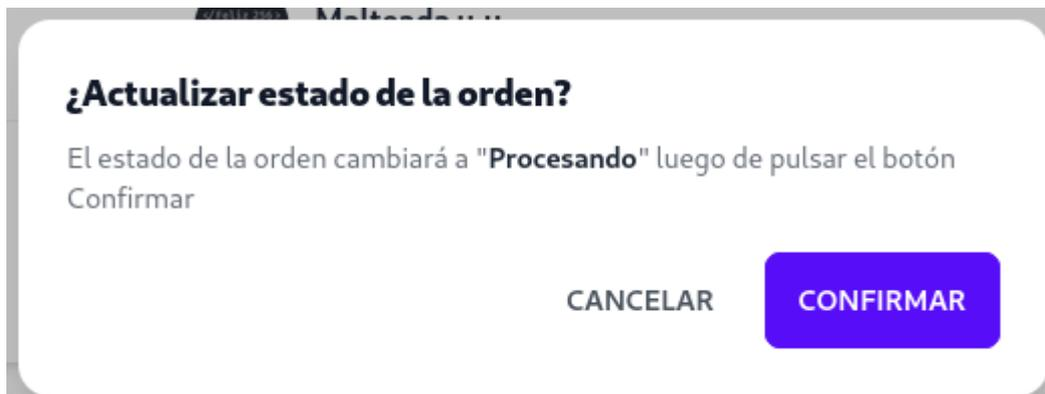 ¿Actualizar estado de la orden?
El estado de la orden cambiará a "Procesando" luego de pulsar el botón
Confirmar
CANCELAR
CONFIRMAR